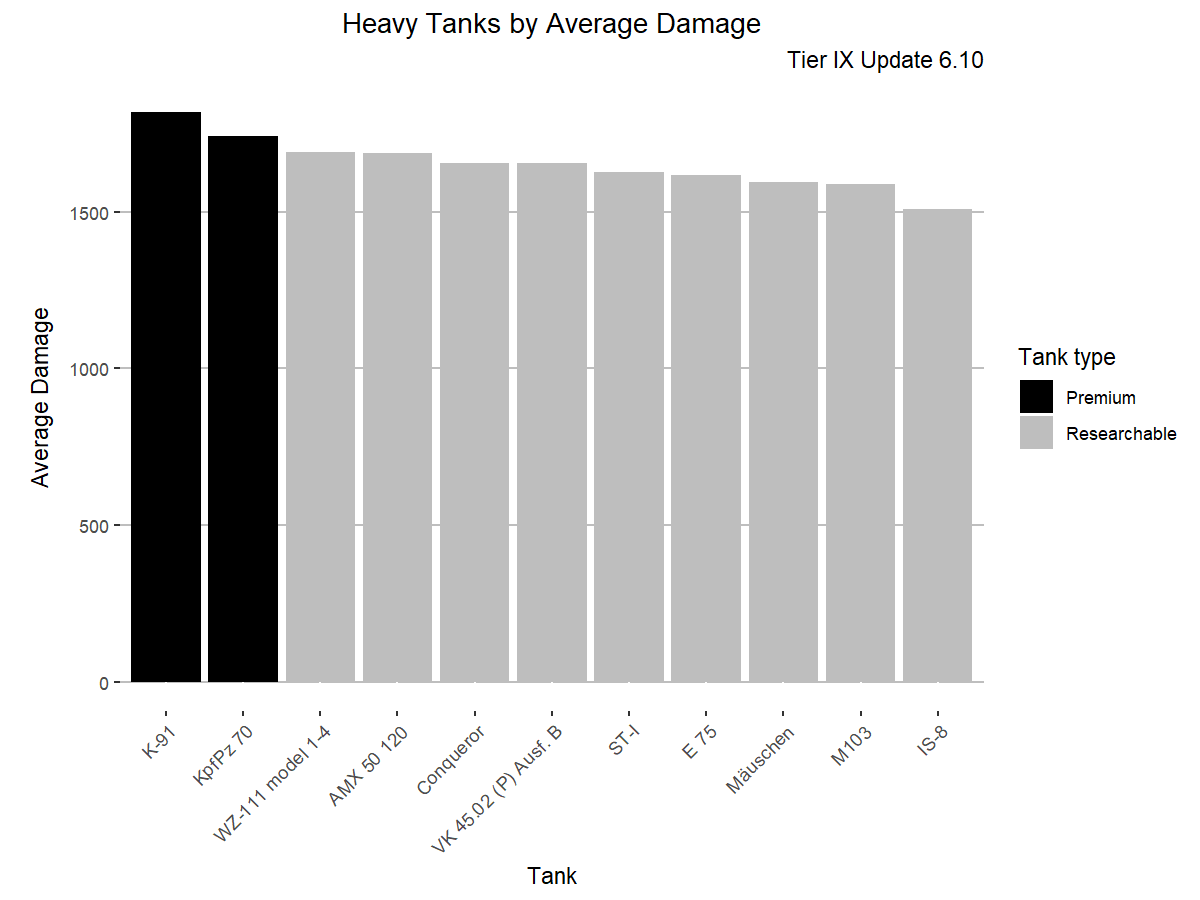 Heavy Tanks by Average Damage
Tier IX Update 6.10
Average Damage
1500
1000
500
0
K-91
KpfPz 70
WZ-111 model 1-4
AMX 50 120
Conqueror
VK 45.02 (P) Ausf. B
ST-I
E 75
Mäuschen
M103
IS-8
Tank
Tank type
Premium
Researchable